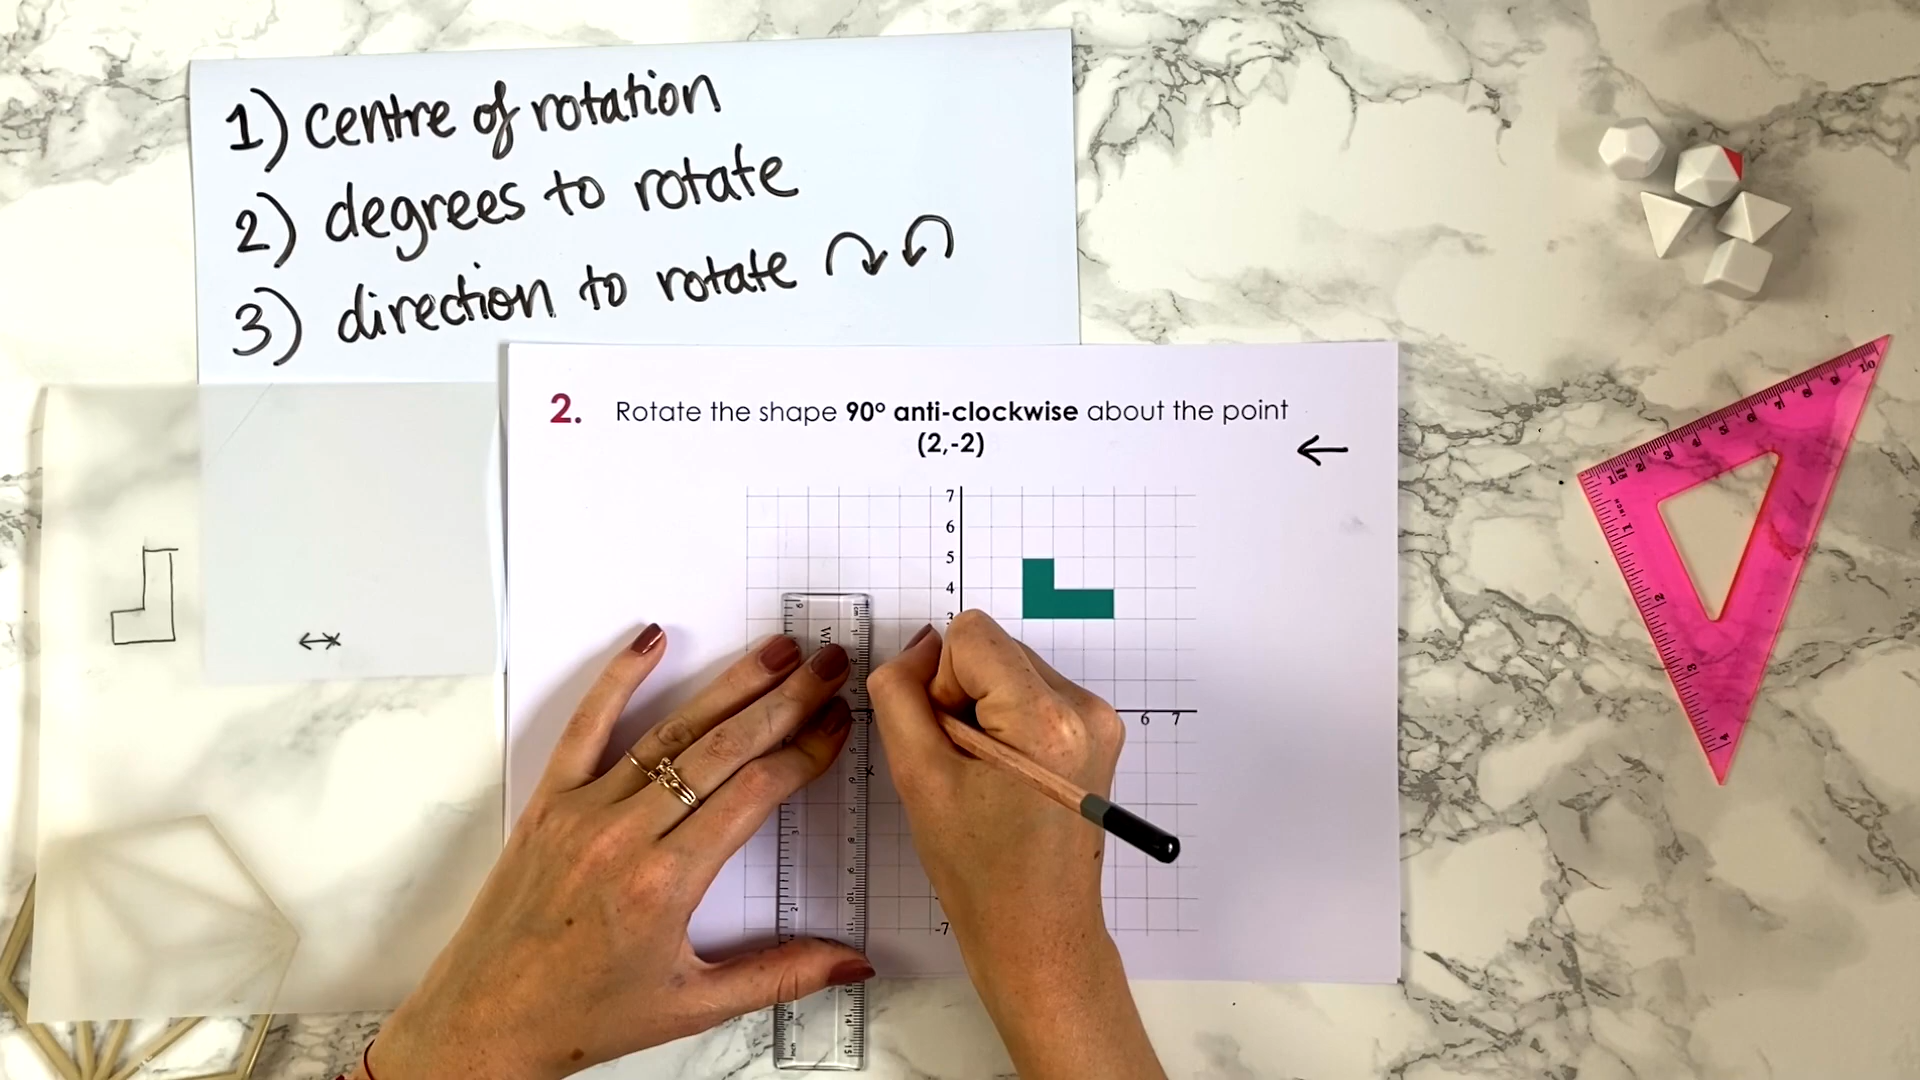 1) centre of rotation
2) degrees to rotate
3) direction to rotate
2. Rotate the shape 90° anti-clockwise about the point
(2,-2)
7
6
5
4
3
6 7
-7